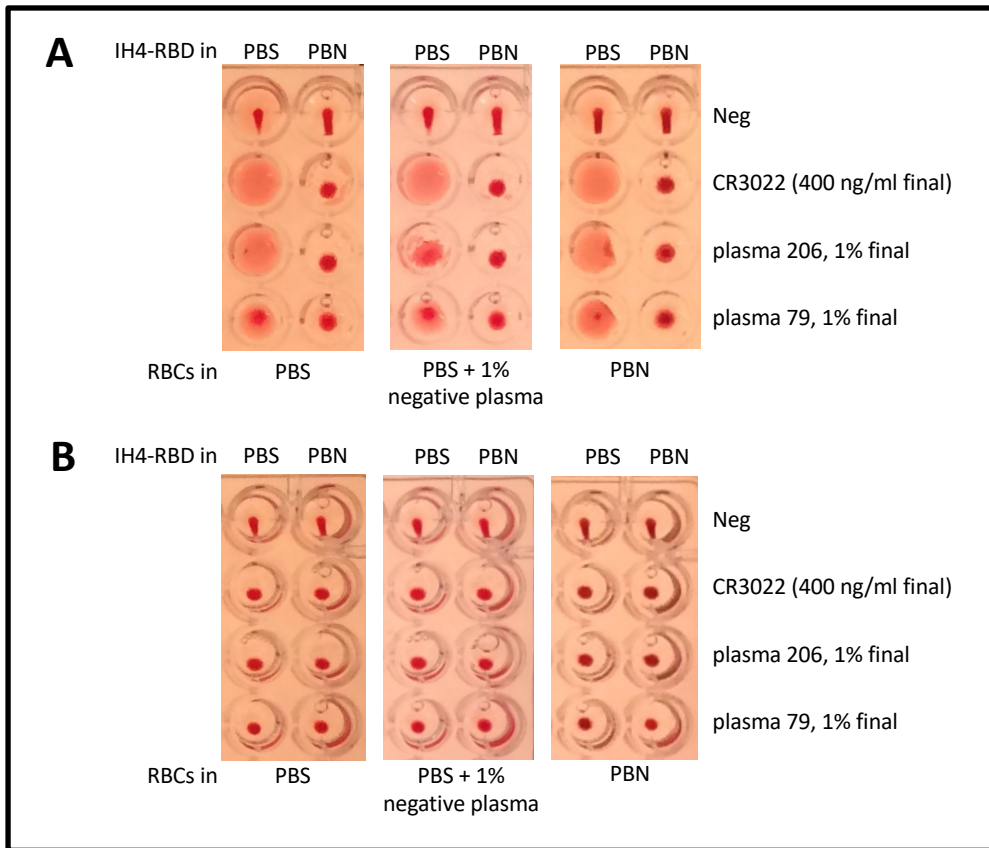 A
IH4-RBD in PBS PBN PBS PBN PBS PBN
Neg
CR3022 (400 ng/ml final)
plasma 206, 1% final
plasma 79, 1% final
RBCs in PBS PBS + 1% PBN
negative plasma
B
IH4-RBD in PBS PBN PBS PBN PBS PBN
Neg
CR3022 (400 ng/ml final)
plasma 206, 1% final
plasma 79, 1% final
RBCs in PBS PBS + 1% PBN
negative plasma